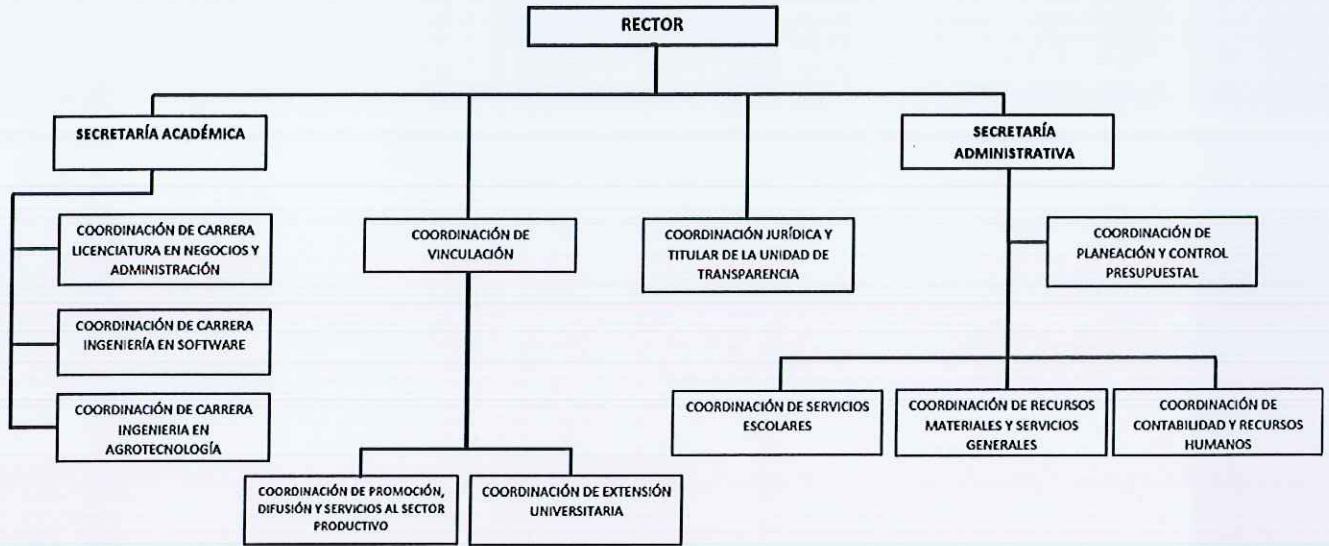 RECTOR
SECRETARÍA ACADÉMICA
SECRETARÍA
ADMINISTRATIVA
COORDINACIÓN DE CARRERA
LICENCIATURA EN NEGOCIOS Y
ADMINISTRACIÓN
COORDINACIÓN DE
VINCULACIÓN
COORDINACIÓN JURÍDICA Y
TITULAR DE LA UNIDAD DE
TRANSPARENCIA
COORDINACIÓN DE
PLANEACIÓN Y CONTROL
PRESUPUESTAL
COORDINACIÓN DE CARRERA
INGENIERÍA EN SOFTWARE
COORDINACIÓN DE CARRERA
INGENIERIA EN
AGROTECNOLOGÍA
COORDINACIÓN DE SERVICIOS
ESCOLARES
COORDINACIÓN DE RECURSOS
MATERIALES Y SERVICIOS
GENERALES
COORDINACIÓN DE
CONTABILIDAD Y RECURSOS
HUMANOS
COORDINACIÓN DE PROMOCIÓN,
DIFUSIÓN Y SERVICIOS AL SECTOR
PRODUCTIVO
COORDINACIÓN DE EXTENSIÓN
UNIVERSITARIA